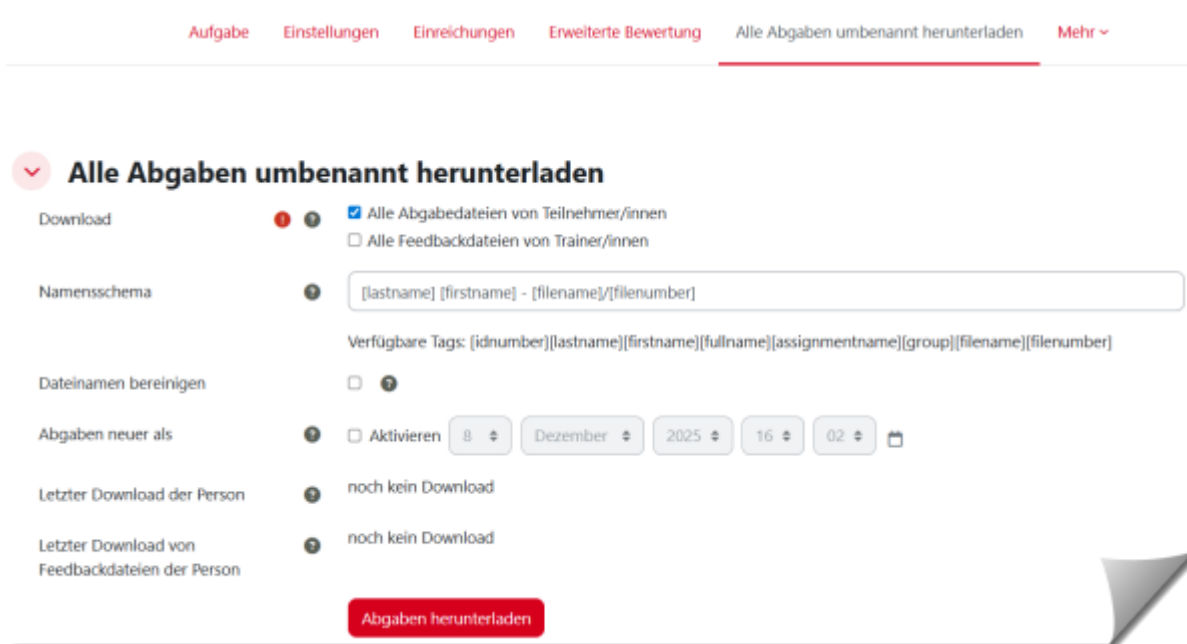 Aufgabe Einstellungen Einreichungen Erweiterte Bewertung Alle Abgaben umbenannt herunterladen Mehr
Alle Abgaben umbenannt herunterladen
Download ! ? Alle Abgabedateien von Teilnehmer/innen
Alle Feedbackdateien von Trainer/innen
Namensschema ? [lastname] [firstname] - [filename]/[filenumber]
Verfügbare Tags: [idnumber][lastname][firstname][fullname][assignmentname][group][filename][filenumber]
Dateinamen bereinigen ?
Abgaben neuer als ? Aktivieren 8 Dezember 2025 16 02
Letzter Download der Person ? noch kein Download
Letzter Download von ? noch kein Download
Feedbackdateien der Person
Abgaben herunterladen